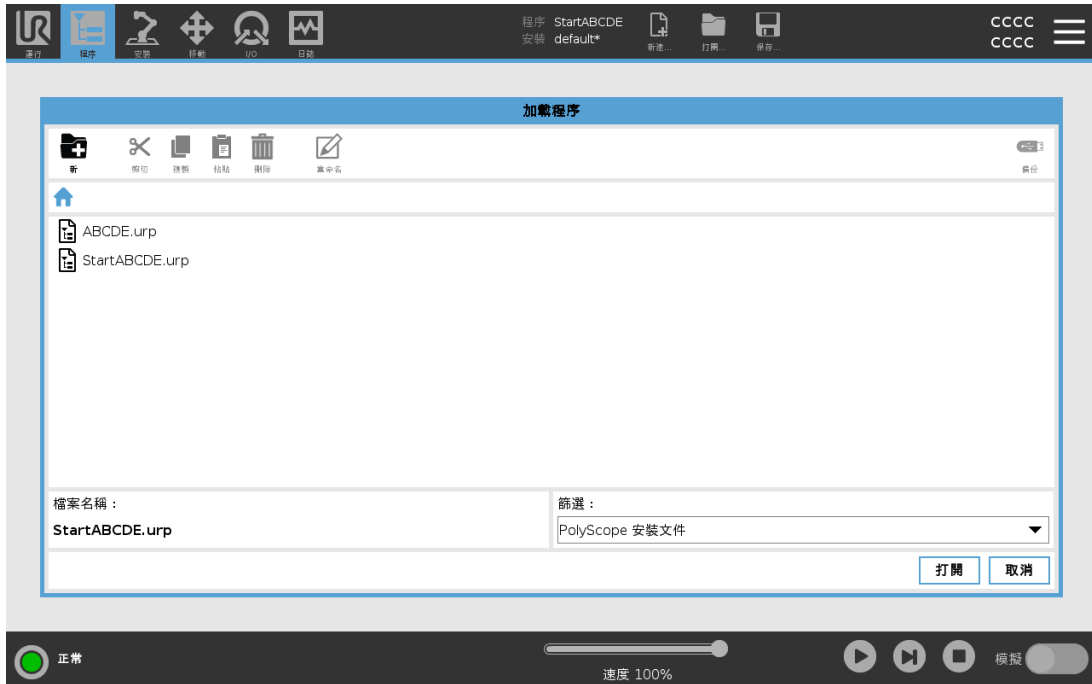 程序 StartABCDE
安裝 default*
運行
程序
安裝
移動
I/O
日誌
新建...
打開...
保存...
cccc
cccc
加載程序
新
剪切
複製
粘貼
刪除
重命名
備份
ABCDE.urp
StartABCDE.urp
檔案名稱：
StartABCDE.urp
篩選：
PolyScope 安裝文件
打開
取消
正常
速度 100%
模擬